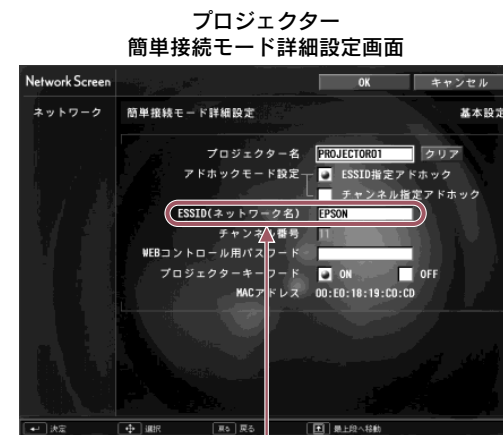 プロジェクター
簡単接続モード詳細設定画面
Network Screen
OK キャンセル
ネットワーク 簡単接続モード詳細設定 基本設定
プロジェクター名 PROJECTOR01 クリア
アドホックモード設定 ESSID指定アドホック
チャンネル指定アドホック
ESSID(ネットワーク名) EPSON
チャンネル番号 11
WEBコントロール用パスワード
プロジェクターキーワード ON OFF
MACアドレス 00:E0:18:19:CD:CD
決定 選択 戻る 戻る 最上段へ移動